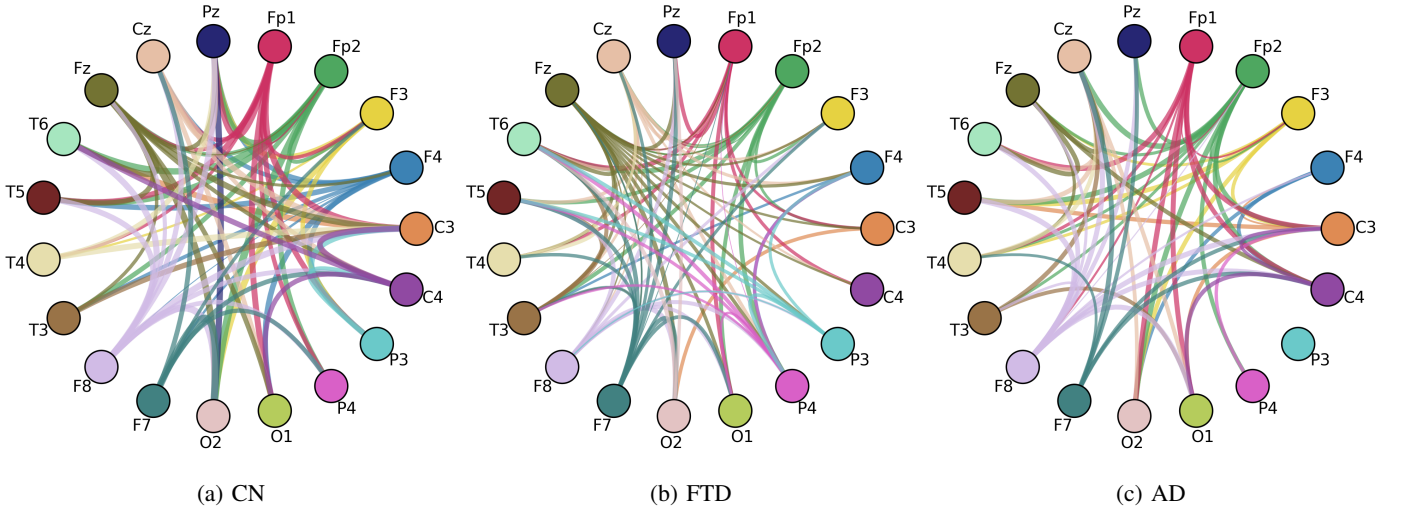 Pz
Fp1
Cz
Fp2
Fz
F3
T6
F4
T5
C3
T4
C4
T3
P3
F8
P4
F7
O2
O1
(a) CN
Pz
Fp1
Cz
Fp2
Fz
F3
T6
F4
T5
C3
T4
C4
T3
P3
F8
P4
F7
O2
O1
(b) FTD
Pz
Fp1
Cz
Fp2
Fz
F3
T6
F4
T5
C3
T4
C4
T3
P3
F8
P4
F7
O2
O1
(c) AD